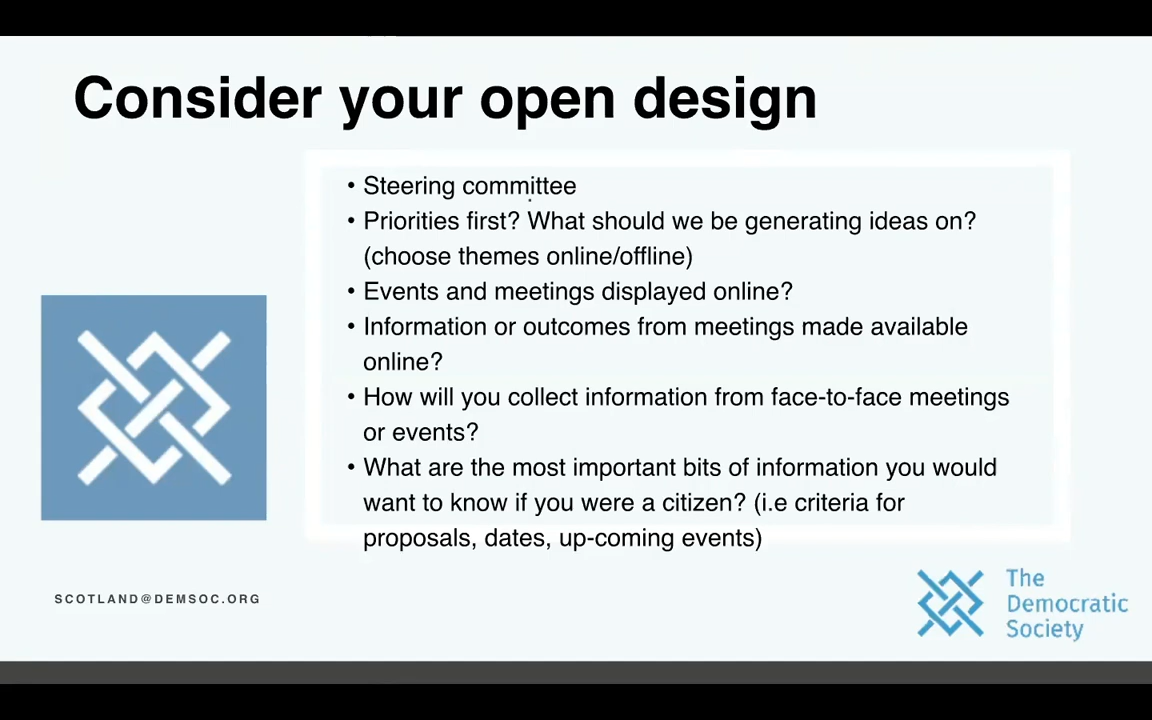 Consider your open design
• Steering committee
• Priorities first? What should we be generating ideas on?
(choose themes online/offline)
• Events and meetings displayed online?
• Information or outcomes from meetings made available
online?
• How will you collect information from face-to-face meetings
or events?
• What are the most important bits of information you would
want to know if you were a citizen? (i.e criteria for
proposals, dates, up-coming events)
SCOTLAND@DEMSOC.ORG
The
Democratic
Society